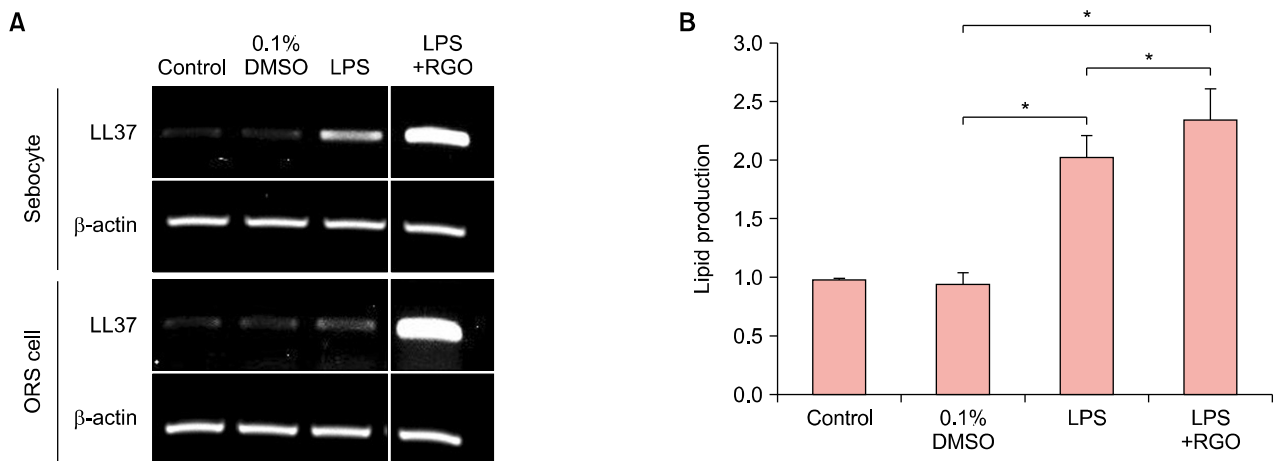 A
Control
0.1%
DMSO
LPS
LPS
+RGO
Sebocyte
LL37
β-actin
ORS cell
LL37
β-actin
B
Lipid production
3.0
2.5
2.0
1.5
1.0
0.5
0.0
*
*
*
Control
0.1%
DMSO
LPS
LPS
+RGO